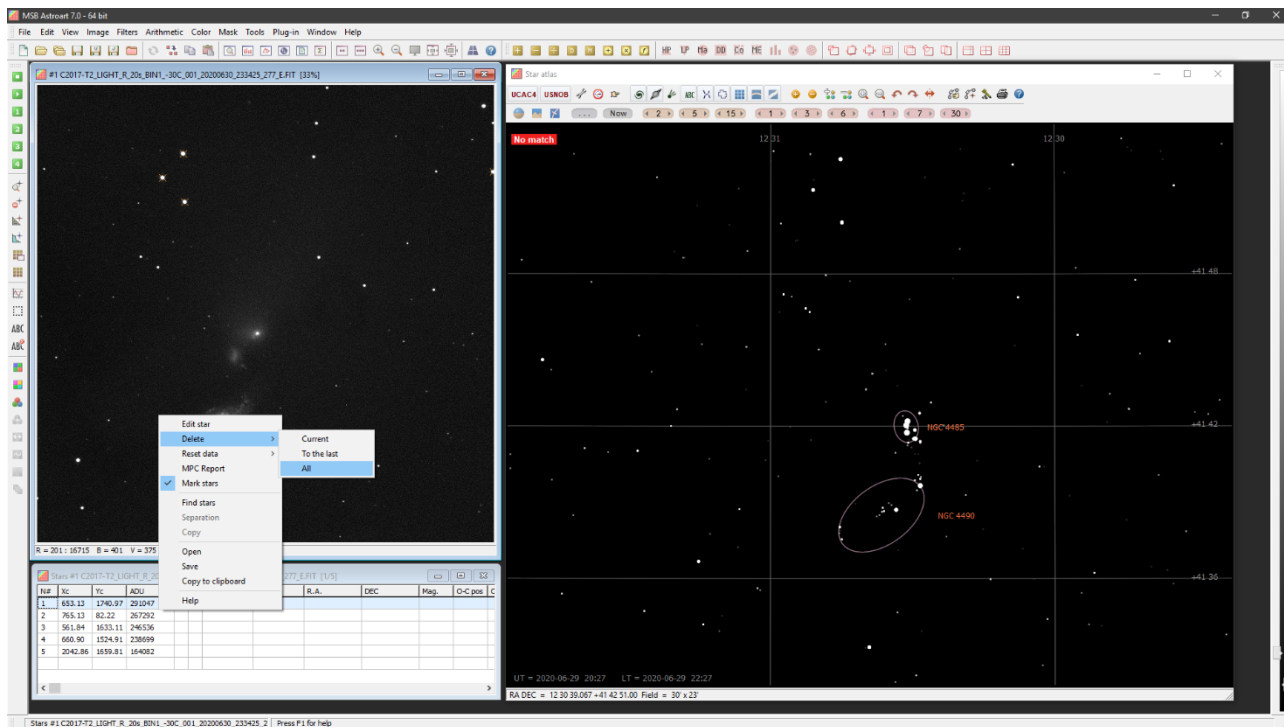 MSB Astroart 7.0 - 64 bit
File Edit View Image Filters Arithmetic Color Mask Tools Plug-in Window Help
HP LP Ma DD Co ME
#1 C2017-T2_LIGHT_R_20s_BIN1_-30C_001_20200630_233425_277_E.FIT [33%]
1
2
3
4
ABC
ABC
R = 201 : 16715 B = 401 V = 375
Edit star
Delete
Reset data
MPC Report
Mark stars
Find stars
Separation
Copy
Open
Save
Copy to clipboard
Help
Current
To the last
All
Stars #1 C2017-T2_LIGHT_R_20 277_E.FIT [1/5]
N# Xc Yc ADU R.A. DEC Mag. O-C pos
1 653.13 1740.97 291047
2 765.13 82.22 267292
3 561.84 1633.11 246536
4 660.90 1524.91 238699
5 2042.86 1659.81 164082
Star atlas
UCAC4 USNOB ABC
... Now 2 5 15 1 3 6 1 7 30
No match
12 31
12 30
+41.48
NGC 4485
+41.42
NGC 4490
+41.36
UT = 2020-06-29 20:27 LT = 2020-06-29 22:27
RA DEC = 12 30 39.067 +41 42 51.00 Field = 30' x 23'
Stars #1 C2017-T2_LIGHT_R_20s_BIN1_-30C_001_20200630_233425_2 Press F1 for help